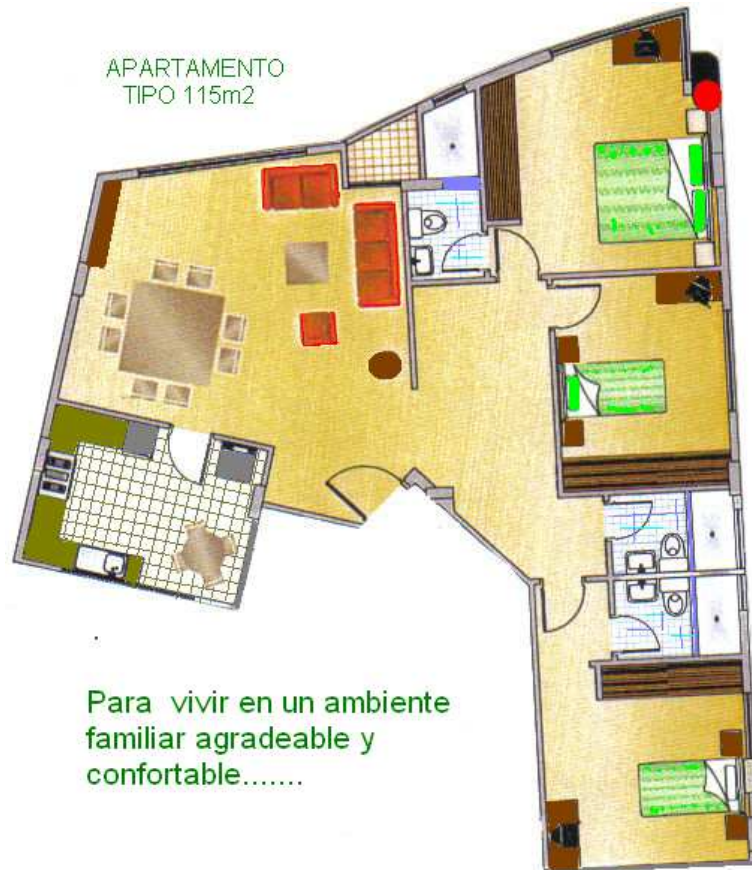 APARTAMENTO
TIPO 115m2
Para vivir en un ambiente
familiar agradeable y
confortable.......